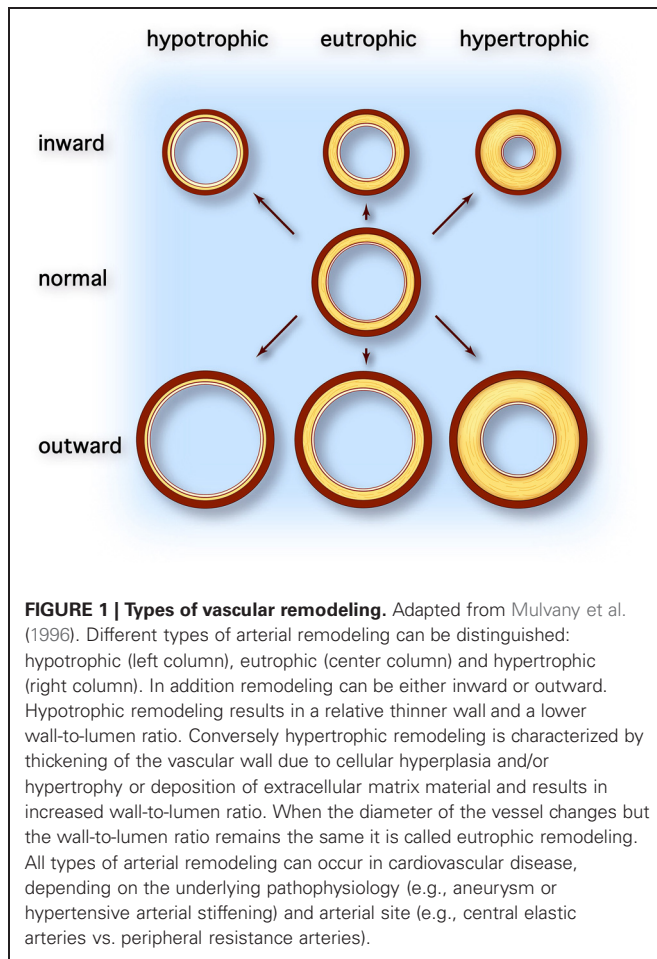 hypotrophic eutrophic hypertrophic
inward
normal
outward
FIGURE 1 | Types of vascular remodeling. Adapted from Mulvany et al.
(1996). Different types of arterial remodeling can be distinguished:
hypotrophic (left column), eutrophic (center column) and hypertrophic
(right column). In addition remodeling can be either inward or outward.
Hypotrophic remodeling results in a relative thinner wall and a lower
wall-to-lumen ratio. Conversely hypertrophic remodeling is characterized by
thickening of the vascular wall due to cellular hyperplasia and/or
hypertrophy or deposition of extracellular matrix material and results in
increased wall-to-lumen ratio. When the diameter of the vessel changes but
the wall-to-lumen ratio remains the same it is called eutrophic remodeling.
All types of arterial remodeling can occur in cardiovascular disease,
depending on the underlying pathophysiology (e.g., aneurysm or
hypertensive arterial stiffening) and arterial site (e.g., central elastic
arteries vs. peripheral resistance arteries).